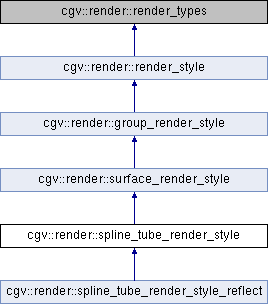 cgv::render::render_types
cgv::render::render_style
cgv::render::group_render_style
cgv::render::surface_render_style
cgv::render::spline_tube_render_style
cgv::render::spline_tube_render_style_reflect